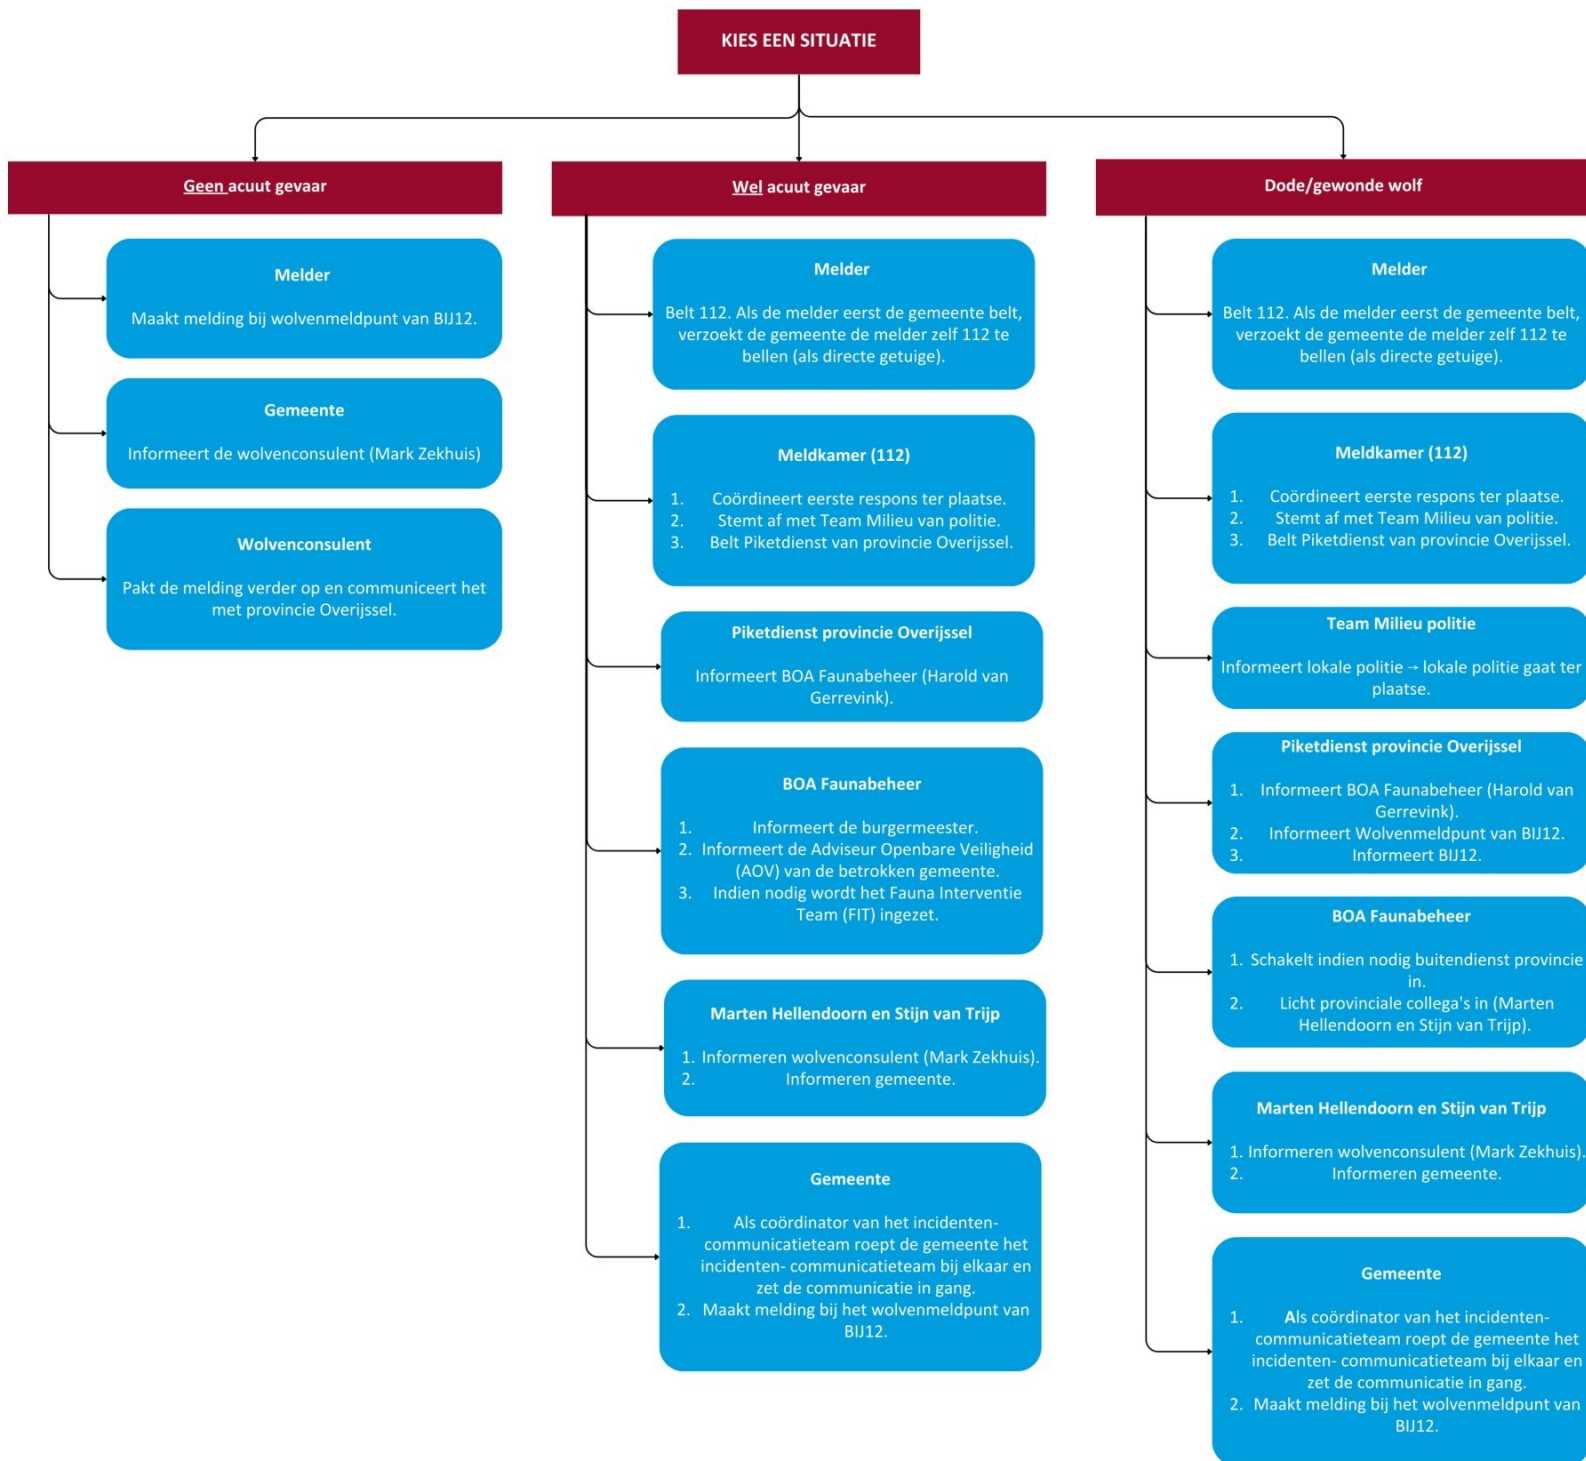 KIES EEN SITUATIE
Geen acuut gevaar
Melder
Maakt melding bij wolvenmeldpunt van BIJ12.
Gemeente
Informeert de wolvenconsulent (Mark Zekhuis)
Wolvenconsulent
Pakt de melding verder op en communiceert het
met provincie Overijssel.
Wel acuut gevaar
Melder
Belt 112. Als de melder eerst de gemeente belt,
verzoekt de gemeente de melder zelf 112 te
bellen (als directe getuige).
Meldkamer (112)
1. Coördineert eerste respons ter plaatse.
2. Stemt af met Team Milieu van politie.
3. Belt Piketdienst van provincie Overijssel.
Piketdienst provincie Overijssel
Informeert BOA Faunabeheer (Harold van
Gerrevink).
BOA Faunabeheer
1. Informeert de burgermeester.
2. Informeert de Adviseur Openbare Veiligheid
(AOV) van de betrokken gemeente.
3. Indien nodig wordt het Fauna Interventie
Team (FIT) ingezet.
Marten Hellendoorn en Stijn van Trijp
1. Informeren wolvenconsulent (Mark Zekhuis).
2. Informeren gemeente.
Gemeente
1. Als coördinator van het incidenten-
communicatieteam roept de gemeente het
incidenten- communicatieteam bij elkaar en
zet de communicatie in gang.
2. Maakt melding bij het wolvenmeldpunt van
BIJ12.
Dode/gewonde wolf
Melder
Belt 112. Als de melder eerst de gemeente belt,
verzoekt de gemeente de melder zelf 112 te
bellen (als directe getuige).
Meldkamer (112)
1. Coördineert eerste respons ter plaatse.
2. Stemt af met Team Milieu van politie.
3. Belt Piketdienst van provincie Overijssel.
Team Milieu politie
Informeert lokale politie → lokale politie gaat ter
plaatse.
Piketdienst provincie Overijssel
1. Informeert BOA Faunabeheer (Harold van
Gerrevink).
2. Informeert Wolvenmeldpunt van BIJ12.
3. Informeert BIJ12.
BOA Faunabeheer
1. Schakelt indien nodig buitendienst provincie
in.
2. Licht provinciale collega's in (Marten
Hellendoorn en Stijn van Trijp).
Marten Hellendoorn en Stijn van Trijp
1. Informeren wolvenconsulent (Mark Zekhuis).
2. Informeren gemeente.
Gemeente
1. Als coördinator van het incidenten-
communicatieteam roept de gemeente het
incidenten- communicatieteam bij elkaar en
zet de communicatie in gang.
2. Maakt melding bij het wolvenmeldpunt van
BIJ12.